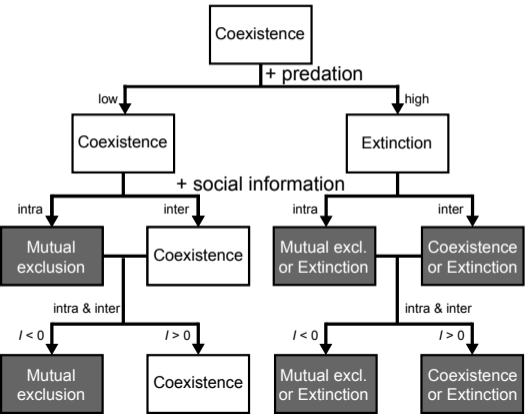 Coexistence
+ predation
low
high
Coexistence
Extinction
+ social information
intra
inter
intra
inter
Mutual
exclusion
Coexistence
Mutual excl.
or Extinction
Coexistence
or Extinction
intra & inter
intra & inter
I < 0
I > 0
I < 0
I > 0
Mutual
exclusion
Coexistence
Mutual excl.
or Extinction
Coexistence
or Extinction